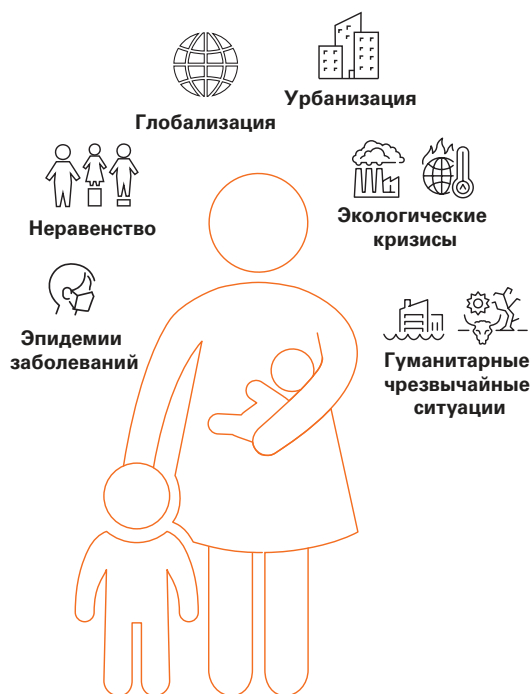 Урбанизация
Глобализация
Неравенство
Экологические
кризисы
Эпидемии
заболеваний
Гуманитарные
чрезвычайные
ситуации